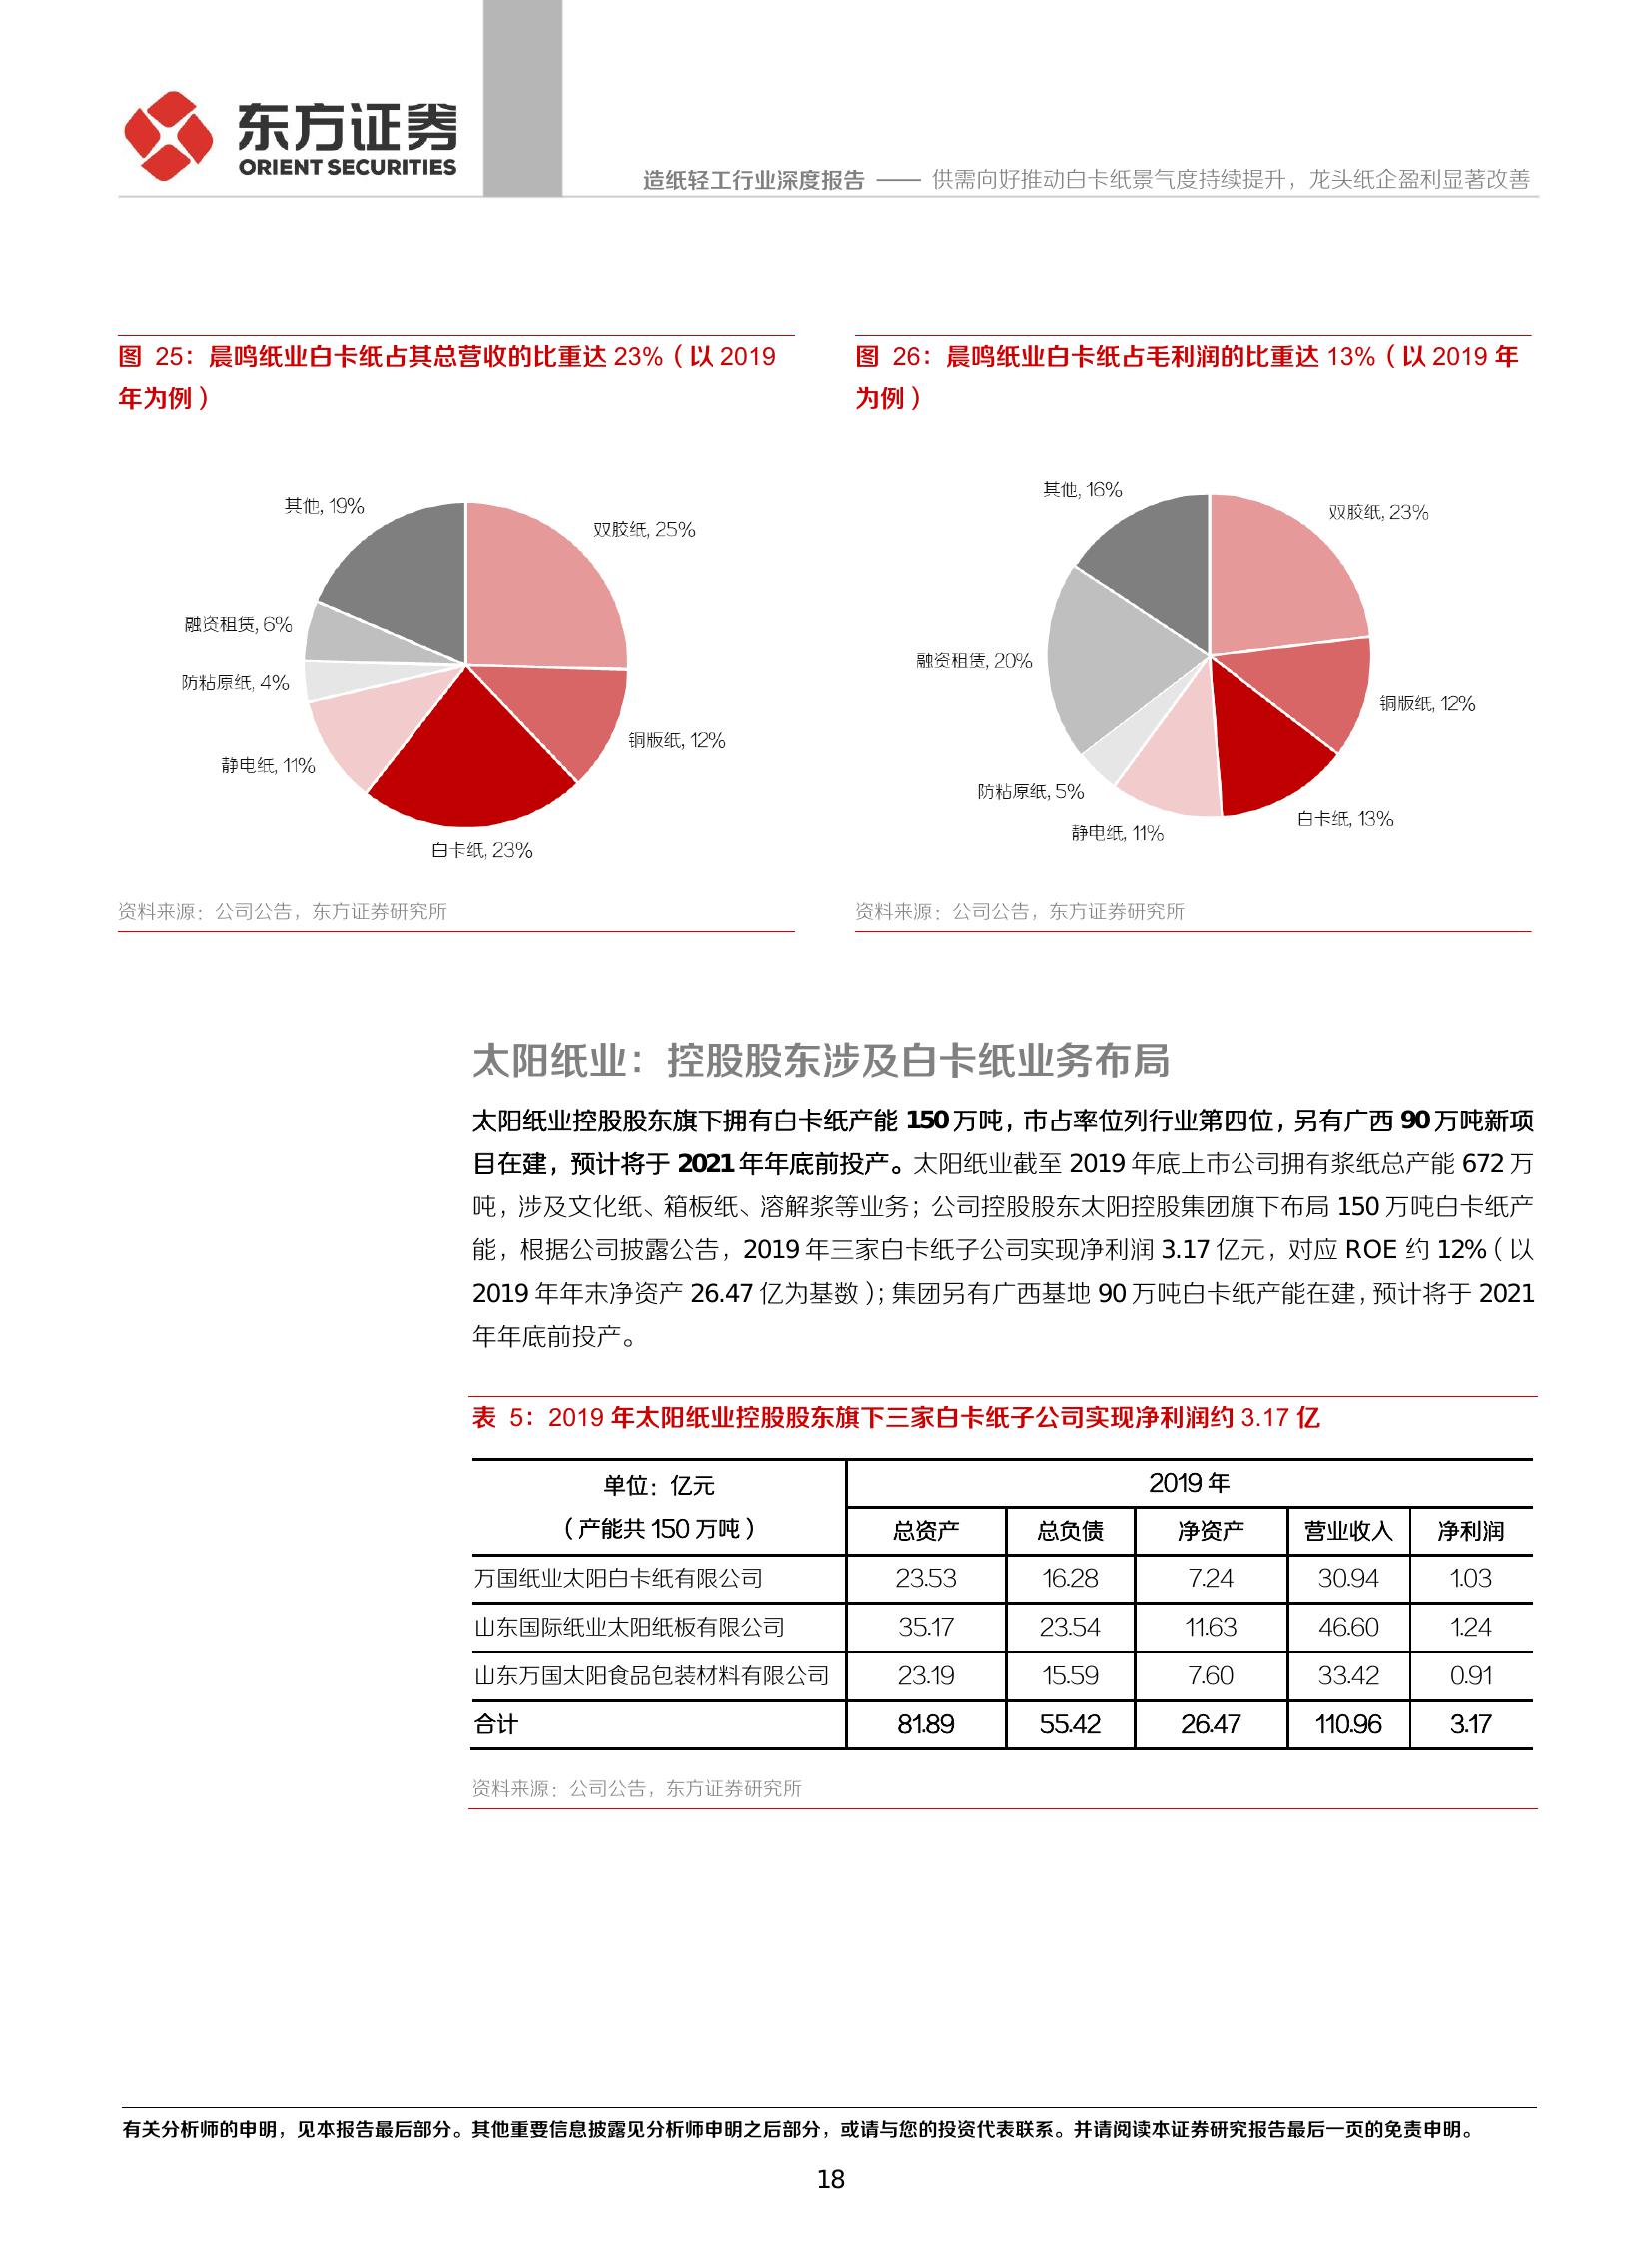 东方证券
ORIENT SECURITIES
造纸轻工行业深度报告 —— 供需向好推动白卡纸景气度持续提升，龙头纸企盈利显著改善
图 25：晨鸣纸业白卡纸占其总营收的比重达 23%（以 2019
年为例）
其他, 19%
双胶纸, 25%
融资租赁, 6%
防粘原纸, 4%
铜版纸, 12%
静电纸, 11%
白卡纸, 23%
资料来源：公司公告，东方证券研究所
图 26：晨鸣纸业白卡纸占毛利润的比重达 13%（以 2019 年
为例）
其他, 16%
双胶纸, 23%
融资租赁, 20%
铜版纸, 12%
防粘原纸, 5%
白卡纸, 13%
静电纸, 11%
资料来源：公司公告，东方证券研究所
太阳纸业：控股股东涉及白卡纸业务布局
太阳纸业控股股东旗下拥有白卡纸产能 150 万吨，市占率位列行业第四位，另有广西 90 万吨新项
目在建，预计将于 2021 年年底前投产。太阳纸业截至 2019 年底上市公司拥有浆纸总产能 672 万
吨，涉及文化纸、箱板纸、溶解浆等业务；公司控股股东太阳控股集团旗下布局 150 万吨白卡纸产
能，根据公司披露公告，2019 年三家白卡纸子公司实现净利润 3.17 亿元，对应 ROE 约 12%（以
2019 年年末净资产 26.47 亿为基数）；集团另有广西基地 90 万吨白卡纸产能在建，预计将于 2021
年年底前投产。
表 5：2019 年太阳纸业控股股东旗下三家白卡纸子公司实现净利润约 3.17 亿
单位：亿元 2019 年
（产能共 150 万吨） 总资产 总负债 净资产 营业收入 净利润
万国纸业太阳白卡纸有限公司 23.53 16.28 7.24 30.94 1.03
山东国际纸业太阳纸板有限公司 35.17 23.54 11.63 46.60 1.24
山东万国太阳食品包装材料有限公司 23.19 15.59 7.60 33.42 0.91
合计 81.89 55.42 26.47 110.96 3.17
资料来源：公司公告，东方证券研究所
有关分析师的申明，见本报告最后部分。其他重要信息披露见分析师申明之后部分，或请与您的投资代表联系。并请阅读本证券研究报告最后一页的免责申明。
18